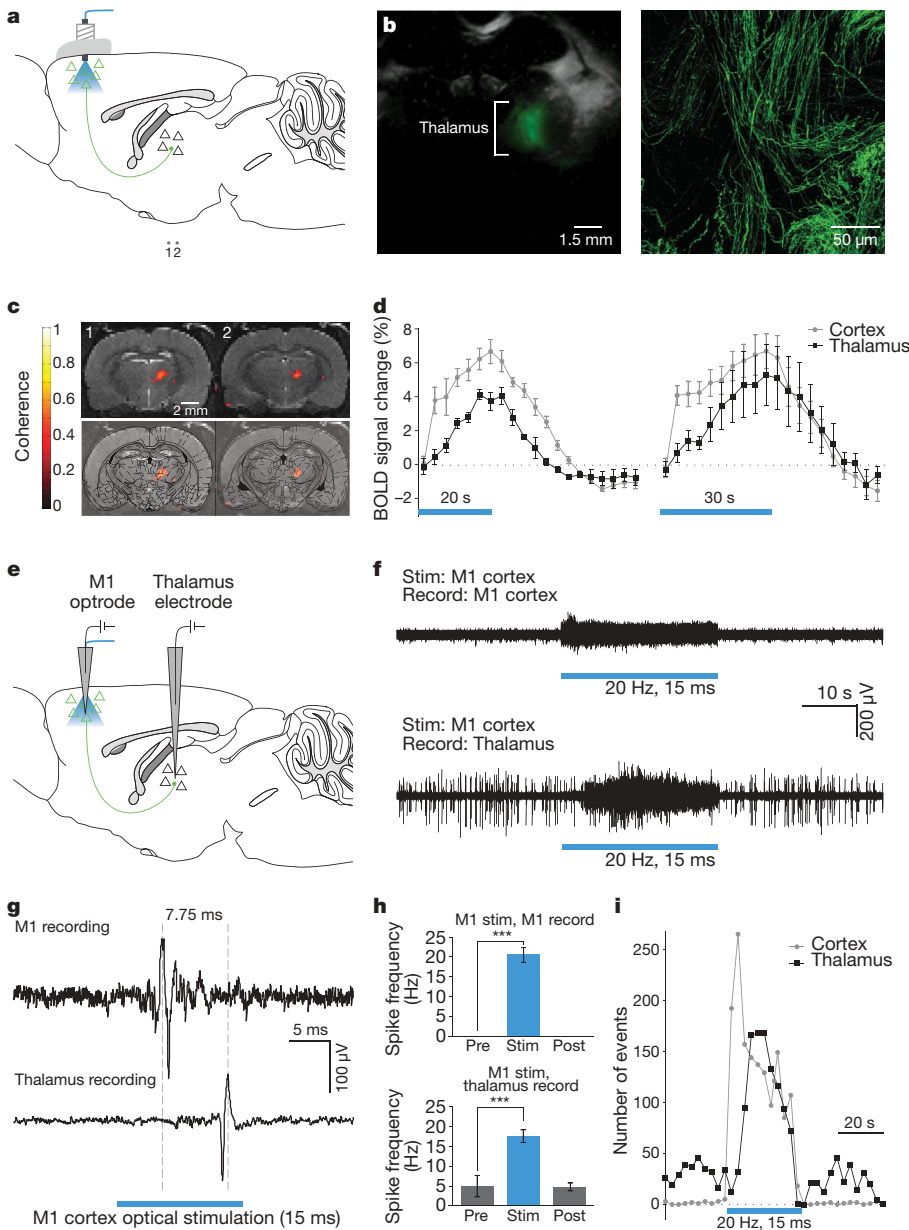 a
1̈2̈
b
Thalamus
1.5 mm
50 µm
c
Coherence
1
0.8
0.6
0.4
0.2
0
1
2
2 mm
d
BOLD signal change (%)
8
6
4
2
0
−2
Cortex
Thalamus
20 s
30 s
e
M1
optrode
Thalamus
electrode
f
Stim: M1 cortex
Record: M1 cortex
20 Hz, 15 ms
10 s
200 µV
Stim: M1 cortex
Record: Thalamus
20 Hz, 15 ms
g
7.75 ms
M1 recording
5 ms
100 µV
Thalamus recording
M1 cortex optical stimulation (15 ms)
h
M1 stim, M1 record
***
Spike frequency
(Hz)
25
20
15
10
5
0
Pre
Stim
Post
M1 stim,
thalamus record
***
Spike frequency
(Hz)
25
20
15
10
5
0
Pre
Stim
Post
i
Number of events
250
200
150
100
50
0
Cortex
Thalamus
20 s
20 Hz, 15 ms